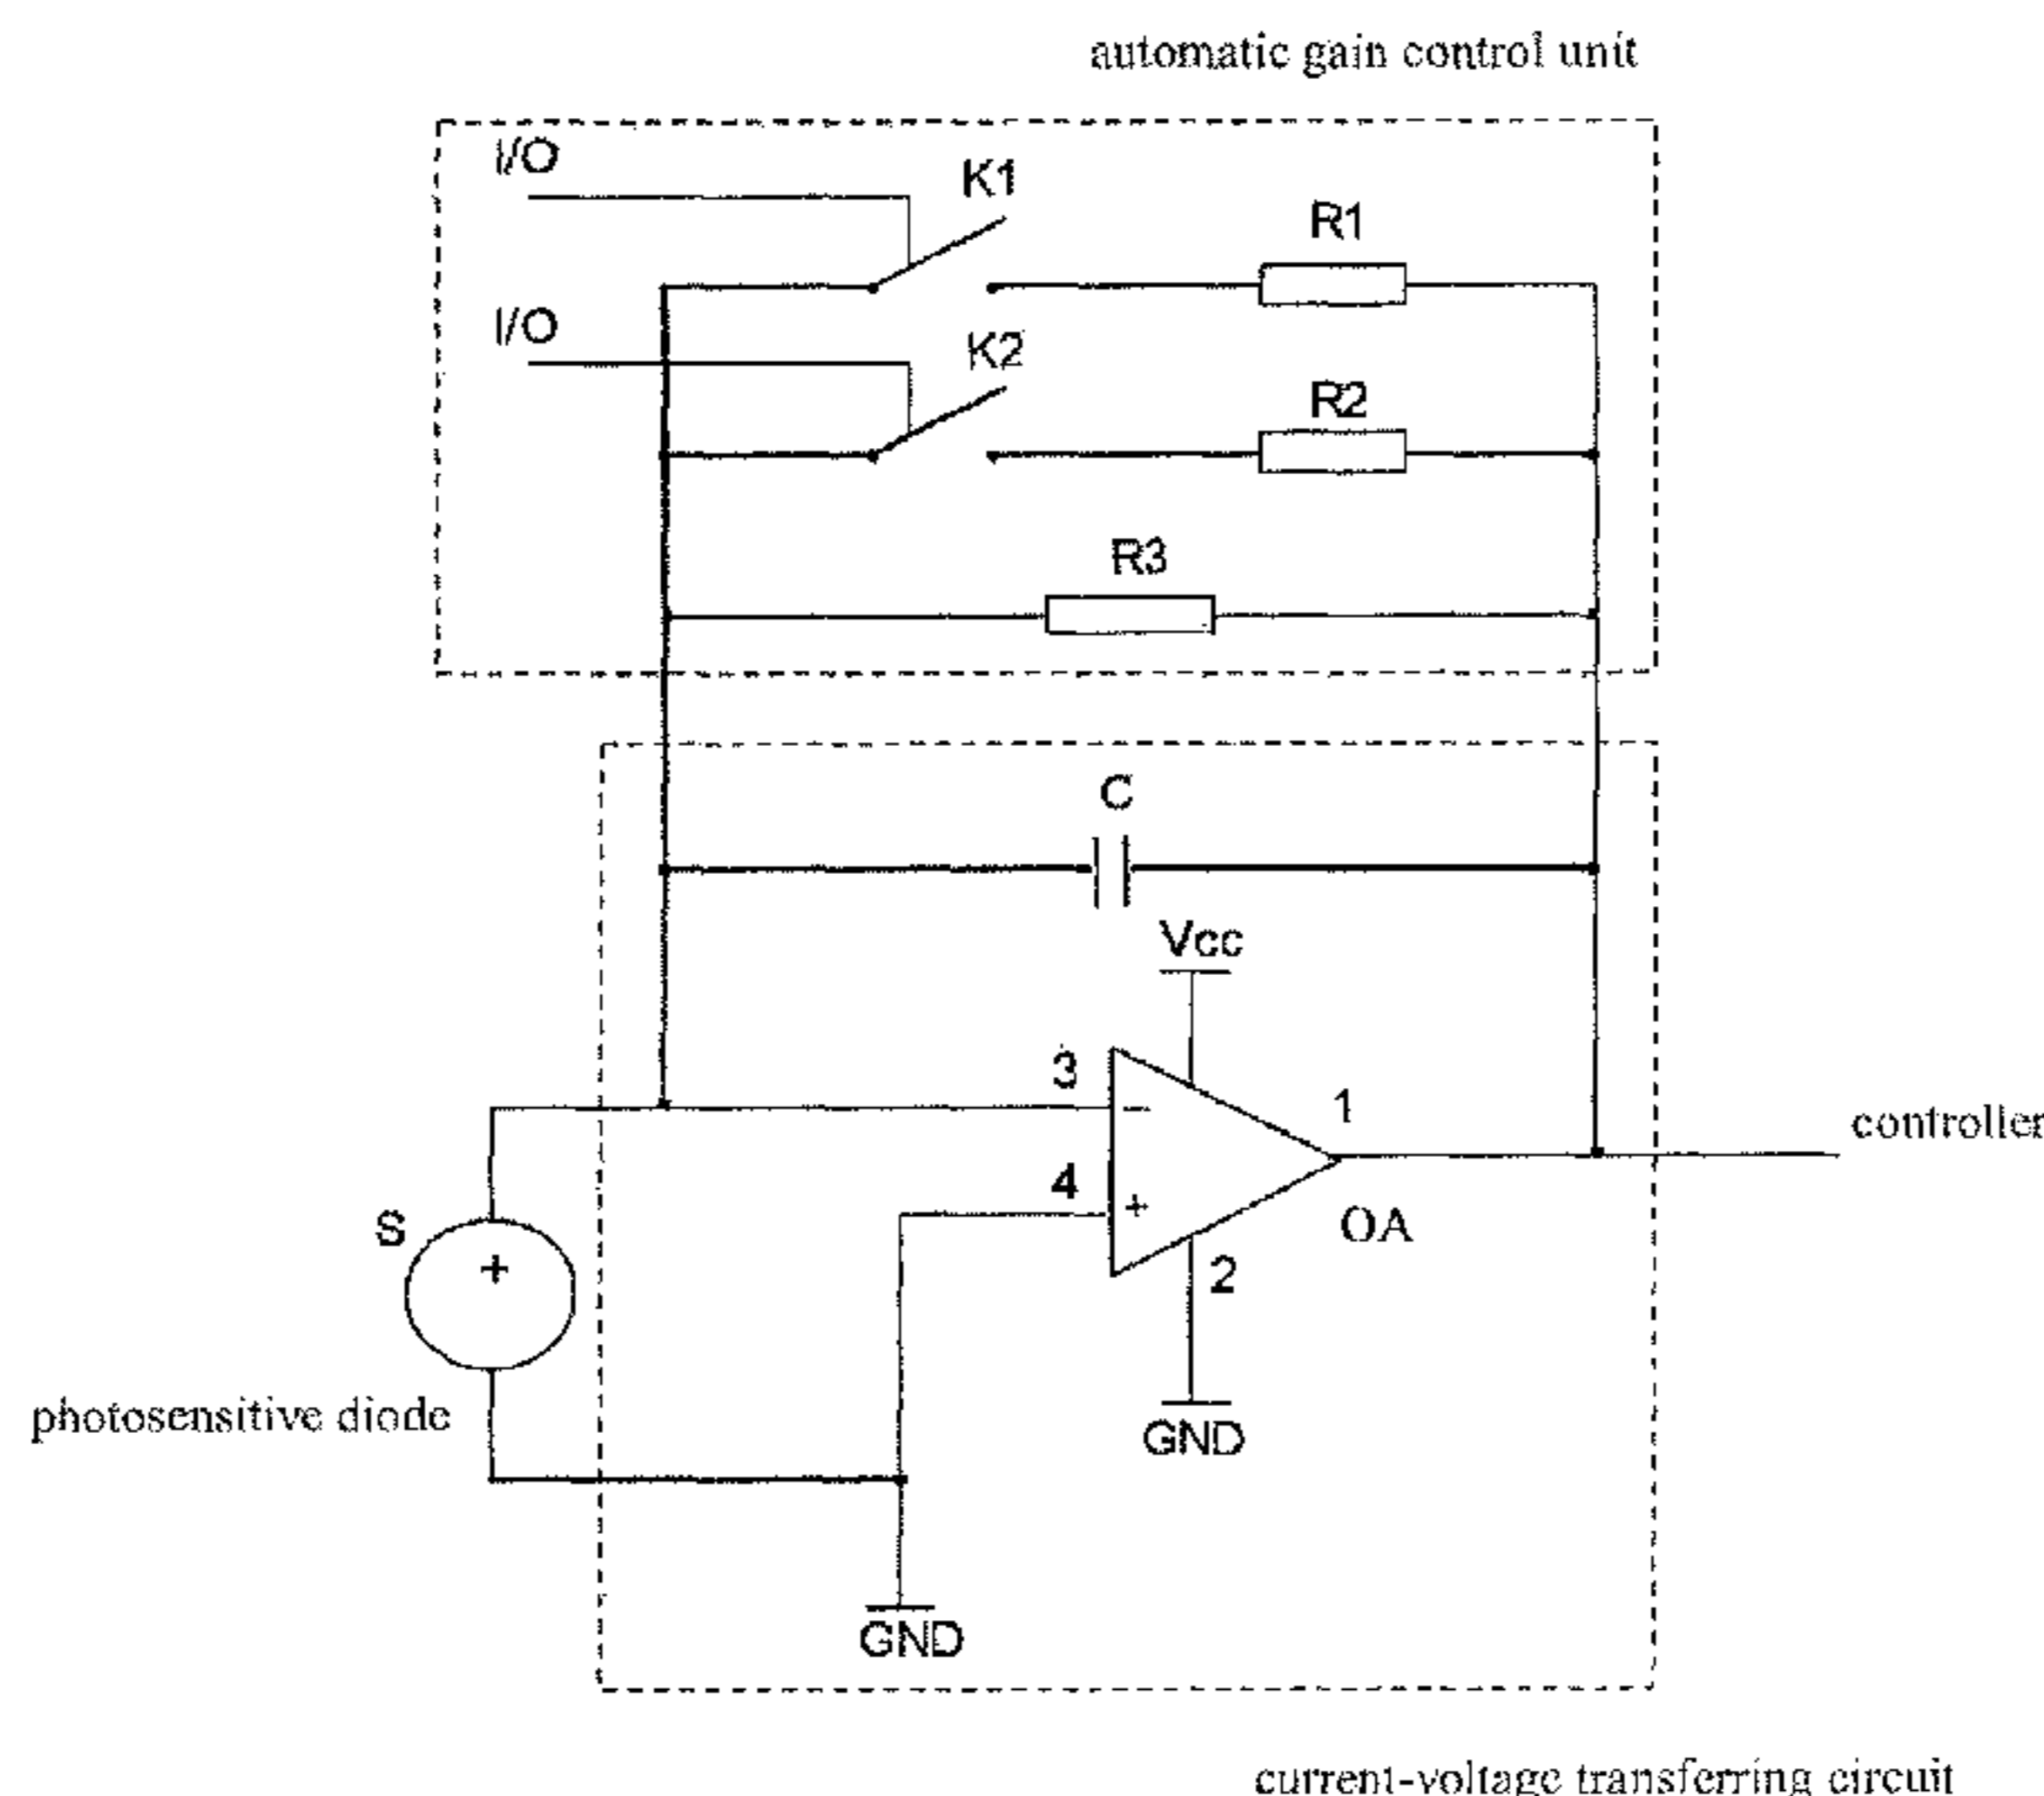 automatic gain control unit
I/O
K1
R1
I/O
K2
R2
R3
C
Vcc
3
1
controller
4
+
OA
S
+
2
photosensitive diode
GND
GND
current-voltage transferring circuit